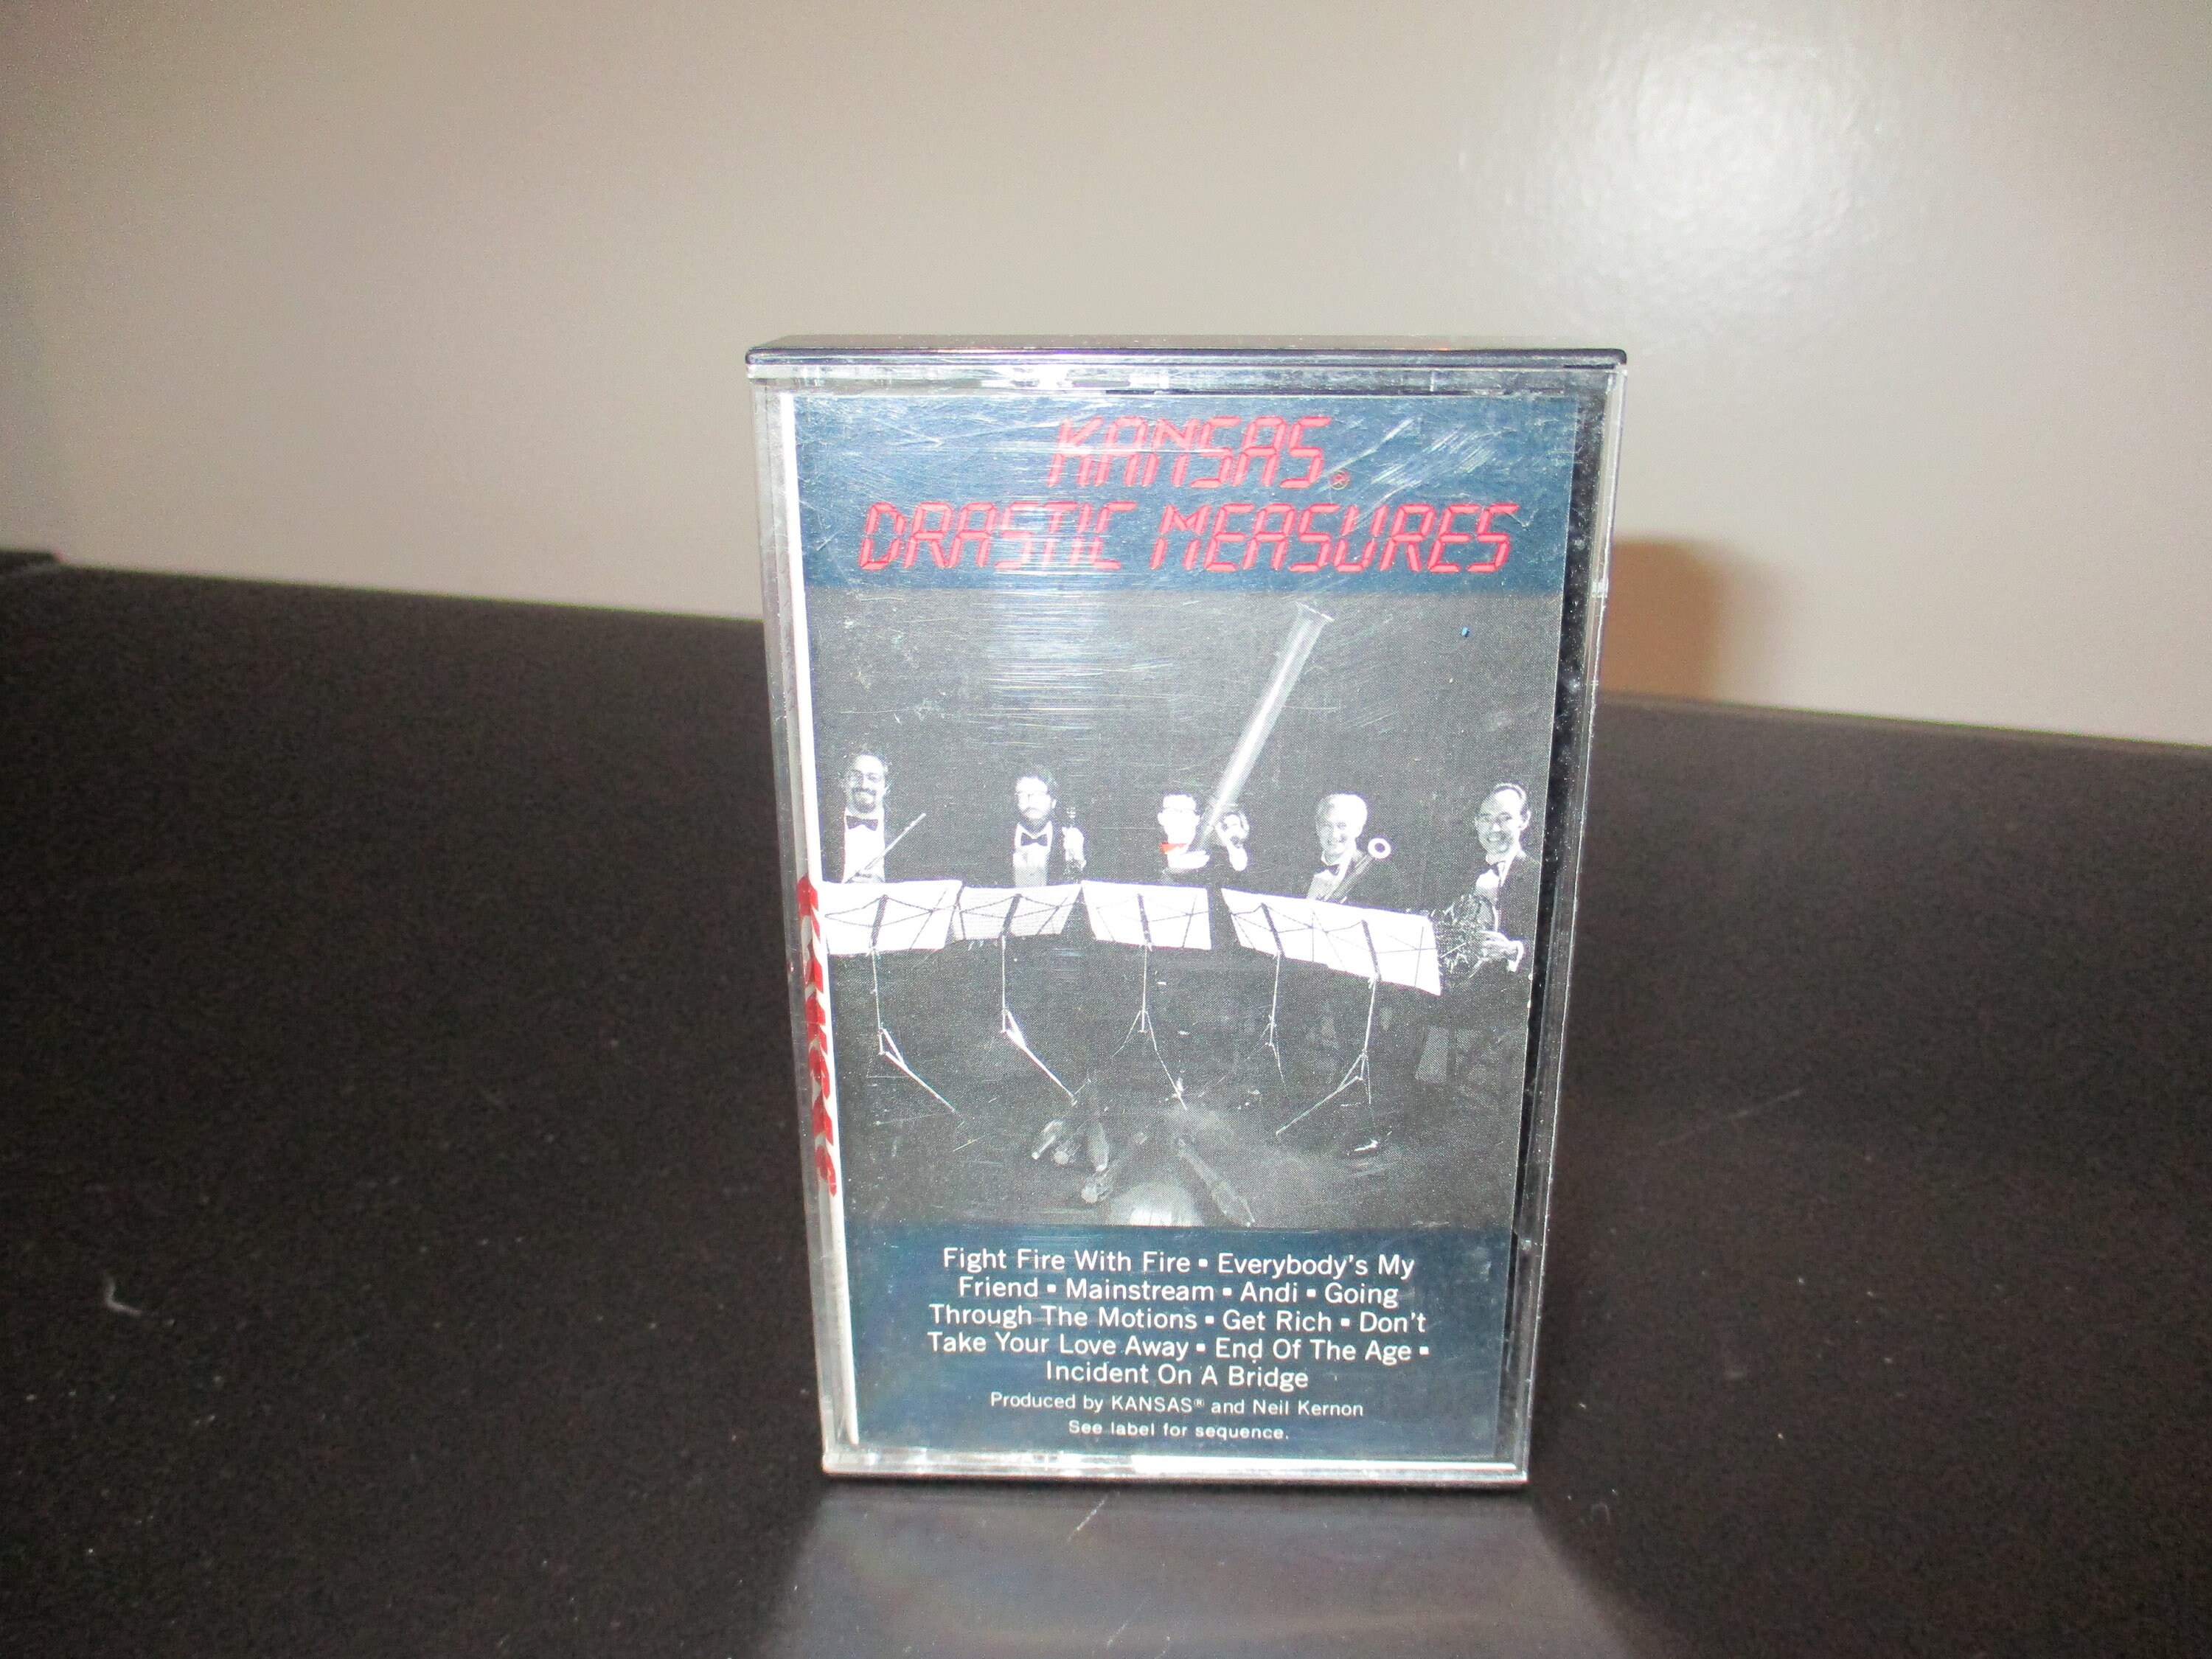 KANSAS®
DRASTIC MEASURES
Fight Fire With Fire ▪ Everybody's My
Friend ▪ Mainstream ▪ Andi ▪ Going
Through The Motions ▪ Get Rich ▪ Don't
Take Your Love Away ▪ End Of The Age ▪
Incident On A Bridge
Produced by KANSAS® and Neil Kernon
See label for sequence.